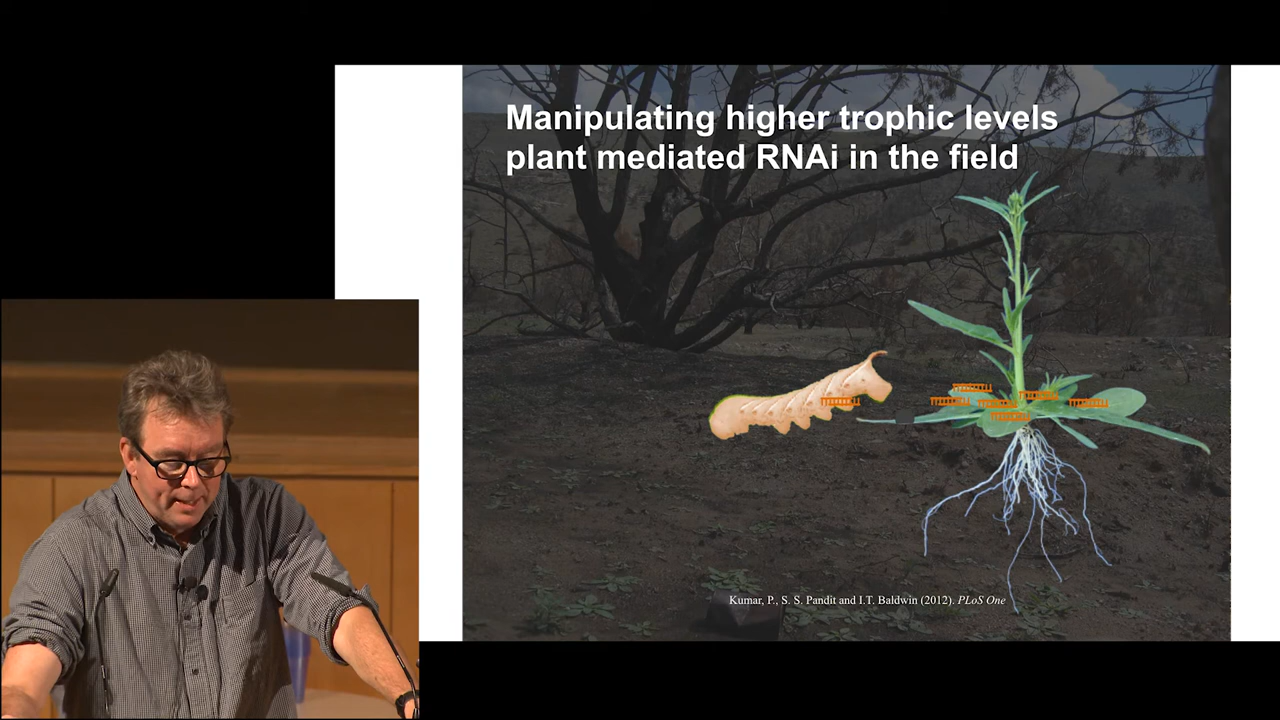 Manipulating higher trophic levels
plant mediated RNAi in the field
Kumar, P., S. S. Pandit and I.T. Baldwin (2012). PLoS One